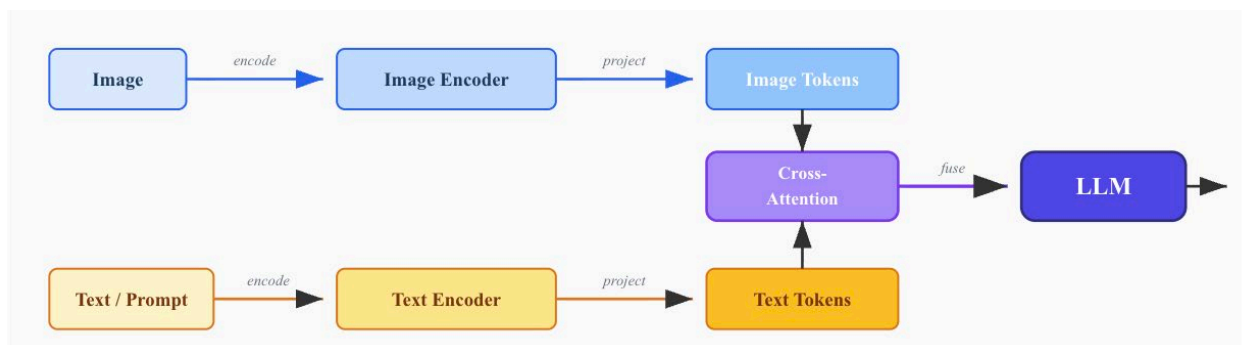 encode
project
Image
Image Encoder
Image Tokens
Cross-
Attention
fuse
LLM
encode
project
Text / Prompt
Text Encoder
Text Tokens